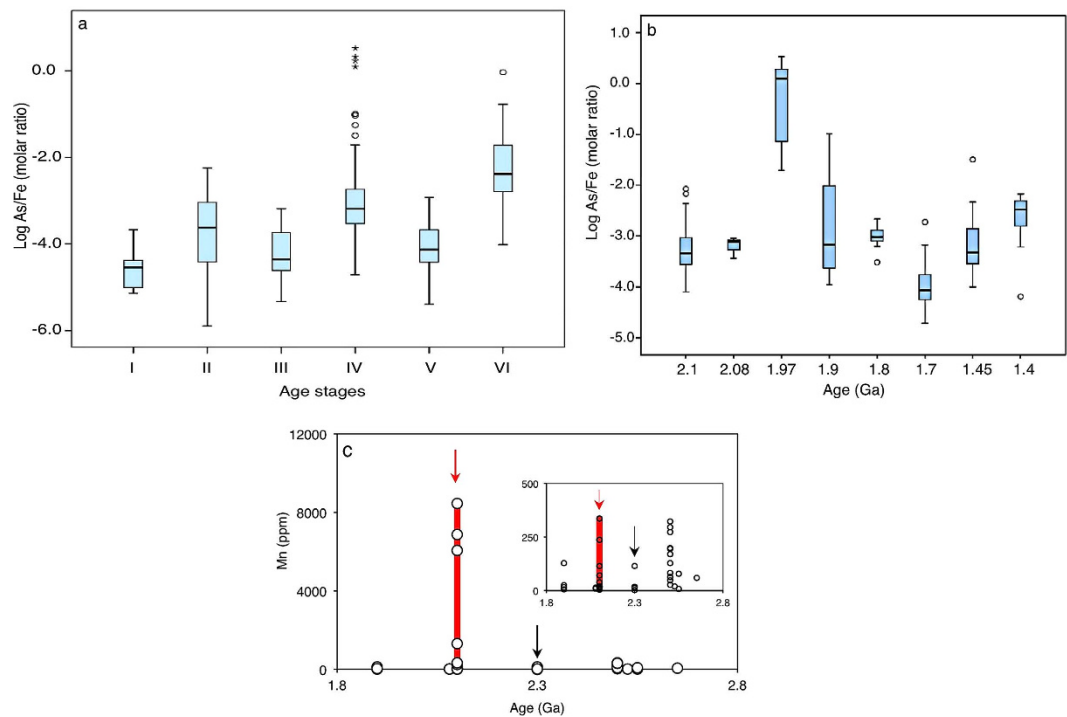 a
Log As/Fe (molar ratio)
0.0
-2.0
-4.0
-6.0
I II III IV V VI
Age stages
b
Log As/Fe (molar ratio)
1.0
0.0
-1.0
-2.0
-3.0
-4.0
-5.0
2.1 2.08 1.97 1.9 1.8 1.7 1.45 1.4
Age (Ga)
C
Mn (ppm)
12000
8000
4000
0
1.8 2.3 2.8
Age (Ga)
500
250
0
1.8 2.3 2.8